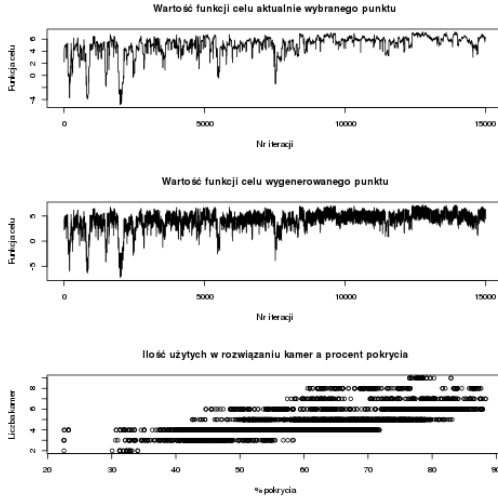 Wartość funkcji celu aktualnie wybranego punktu
Funkcja celu
-4 0 2 4 6
0 5000 10000 15000
Nr iteracji
Wartość funkcji celu wygenerowanego punktu
Funkcja celu
-5 0 5
0 5000 10000 15000
Nr iteracji
Ilość użytych w rozwiązaniu kamer a procent pokrycia
Liczba kamer
2 4 6 8
20 30 40 50 60 70 80 90
% pokrycia